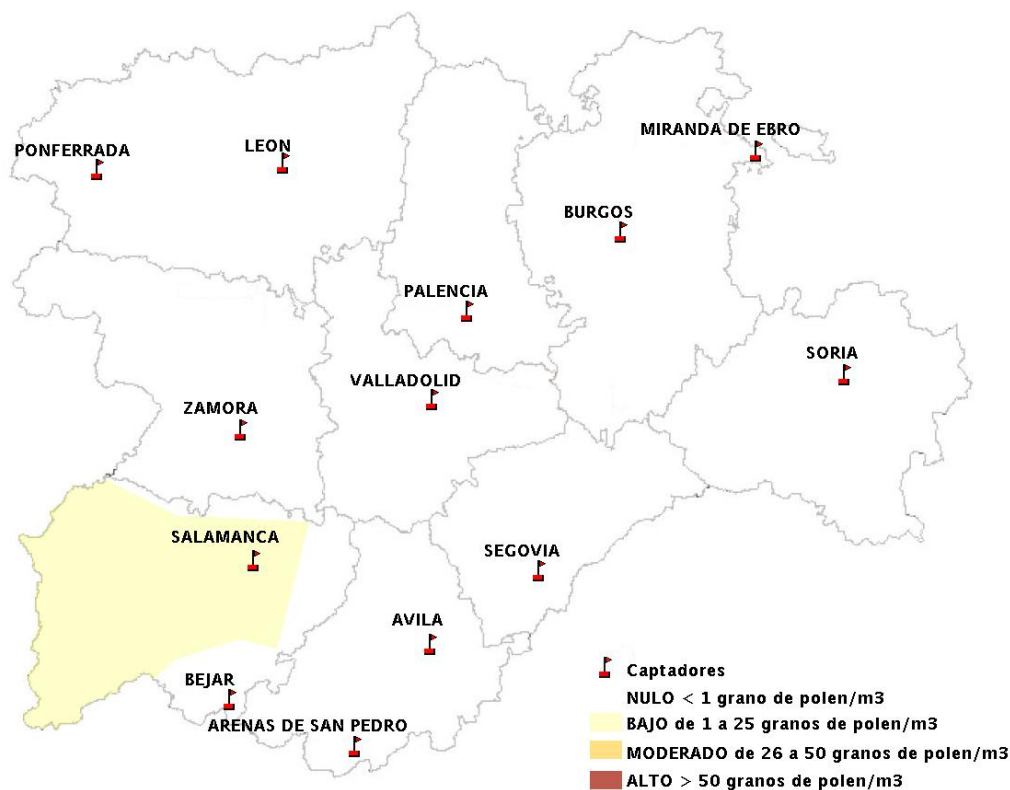 MIRANDA DE EBRO
PONFERRADA
LEON
BURGOS
PALENCIA
SORIA
VALLADOLID
ZAMORA
SALAMANCA
SEGOVIA
AVILA
BEJAR
ARENAS DE SAN PEDRO
Captadores
NULO < 1 grano de polen/m3
BAJO de 1 a 25 granos de polen/m3
MODERADO de 26 a 50 granos de polen/m3
ALTO > 50 granos de polen/m3